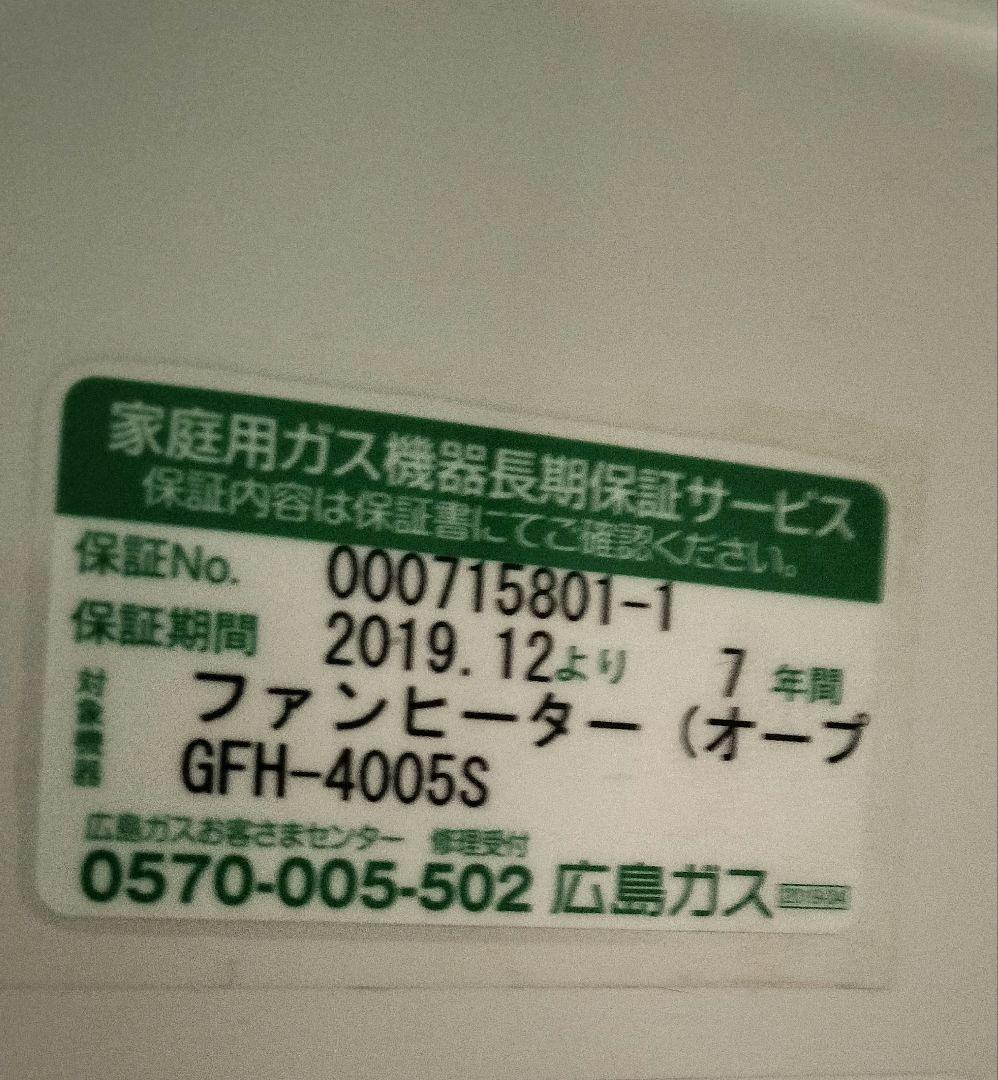 家庭用ガス機器長期保証サービス
保証内容は保証書にてご確認ください。
保証No. 000715801-1
保証期間 2019.12より 7年間
対象機器 ファンヒーター（オープ
GFH-4005S
広島ガスお客さまセンター 修理受付
0570-005-502 広島ガス